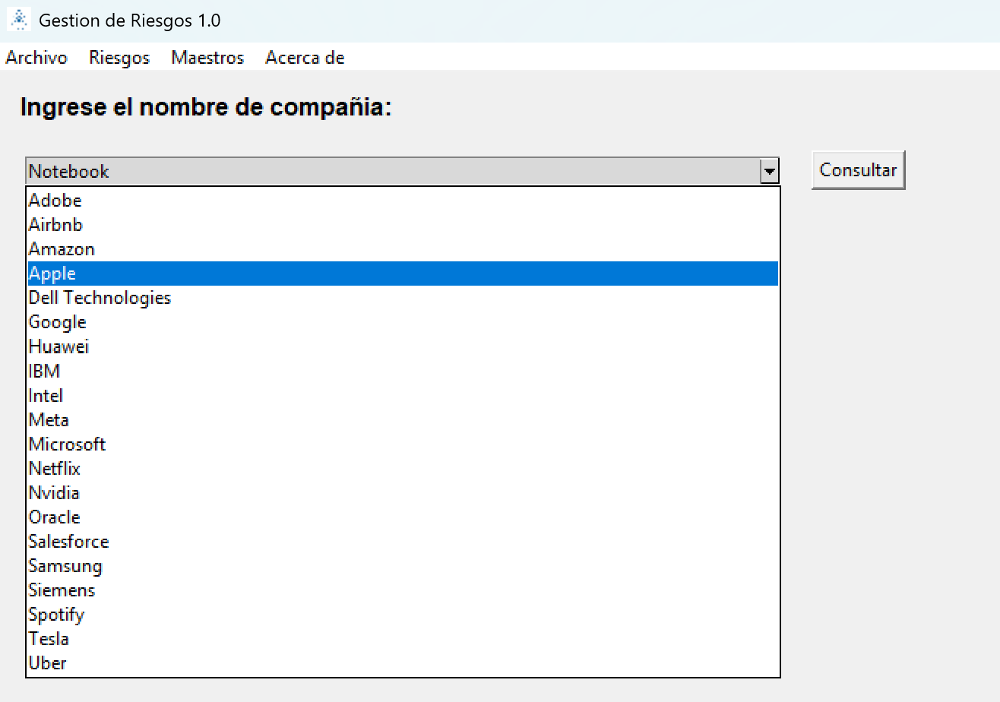 Gestion de Riesgos 1.0
Archivo Riesgos Maestros Acerca de
Ingrese el nombre de compañia:
Notebook
Consultar
Adobe
Airbnb
Amazon
Apple
Dell Technologies
Google
Huawei
IBM
Intel
Meta
Microsoft
Netflix
Nvidia
Oracle
Salesforce
Samsung
Siemens
Spotify
Tesla
Uber